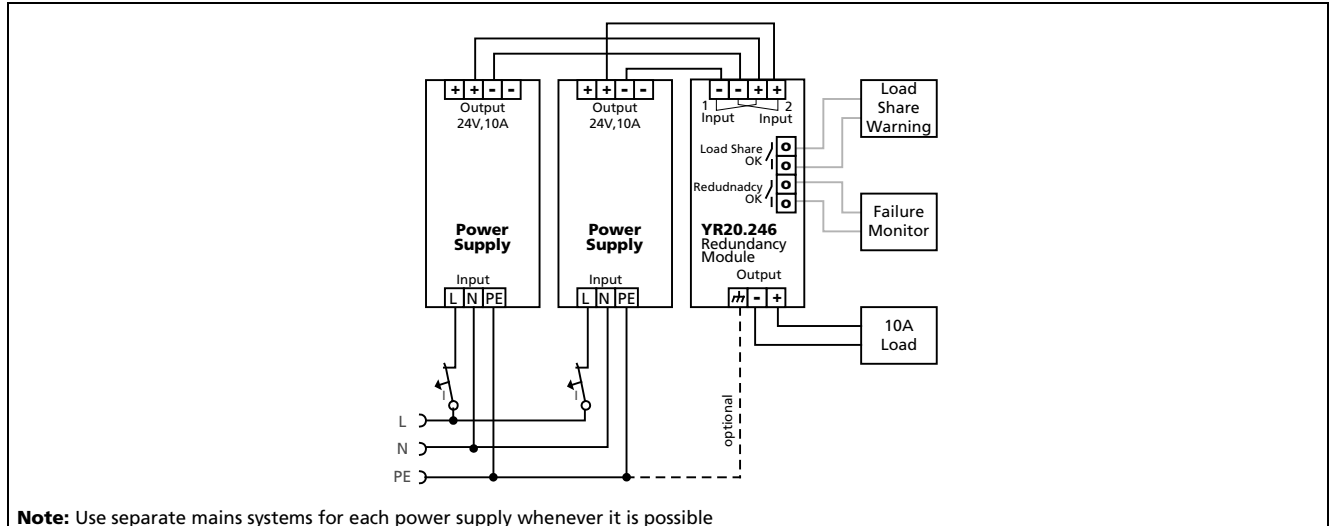 + + - -
Output
24V,10A
Power
Supply
Input
L N PE
+ + - -
Output
24V,10A
Power
Supply
Input
L N PE
- - + +
1 2
Input Input
Load Share
OK
Redudnadcy
OK
YR20.246
Redundancy
Module
Output
- +
Load
Share
Warning
Failure
Monitor
10A
Load
I I
L
N
PE
optional
Note: Use separate mains systems for each power supply whenever it is possible